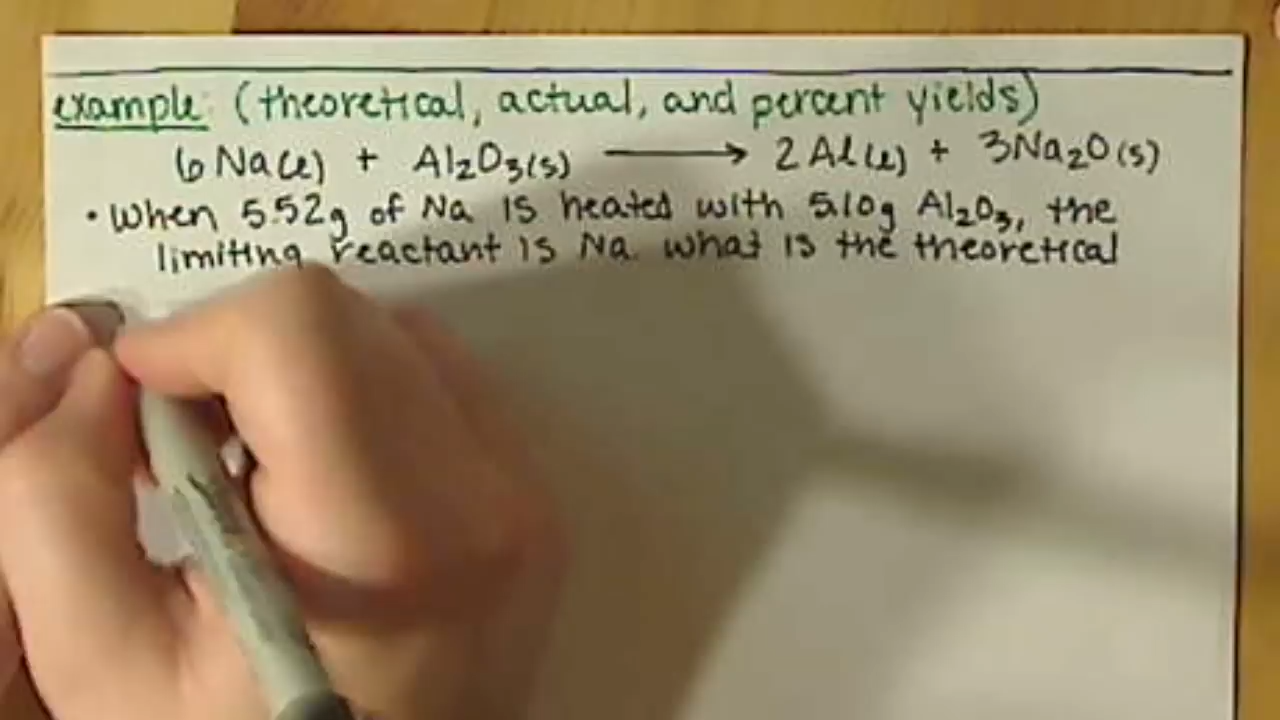 example: (theoretical, actual, and percent yields)
6Na(l) + Al₂O₃(s) ⟶ 2Al(l) + 3Na₂O(s)
• When 5.52g of Na is heated with 5.10g Al₂O₃, the
limiting reactant is Na. what is the theoretical